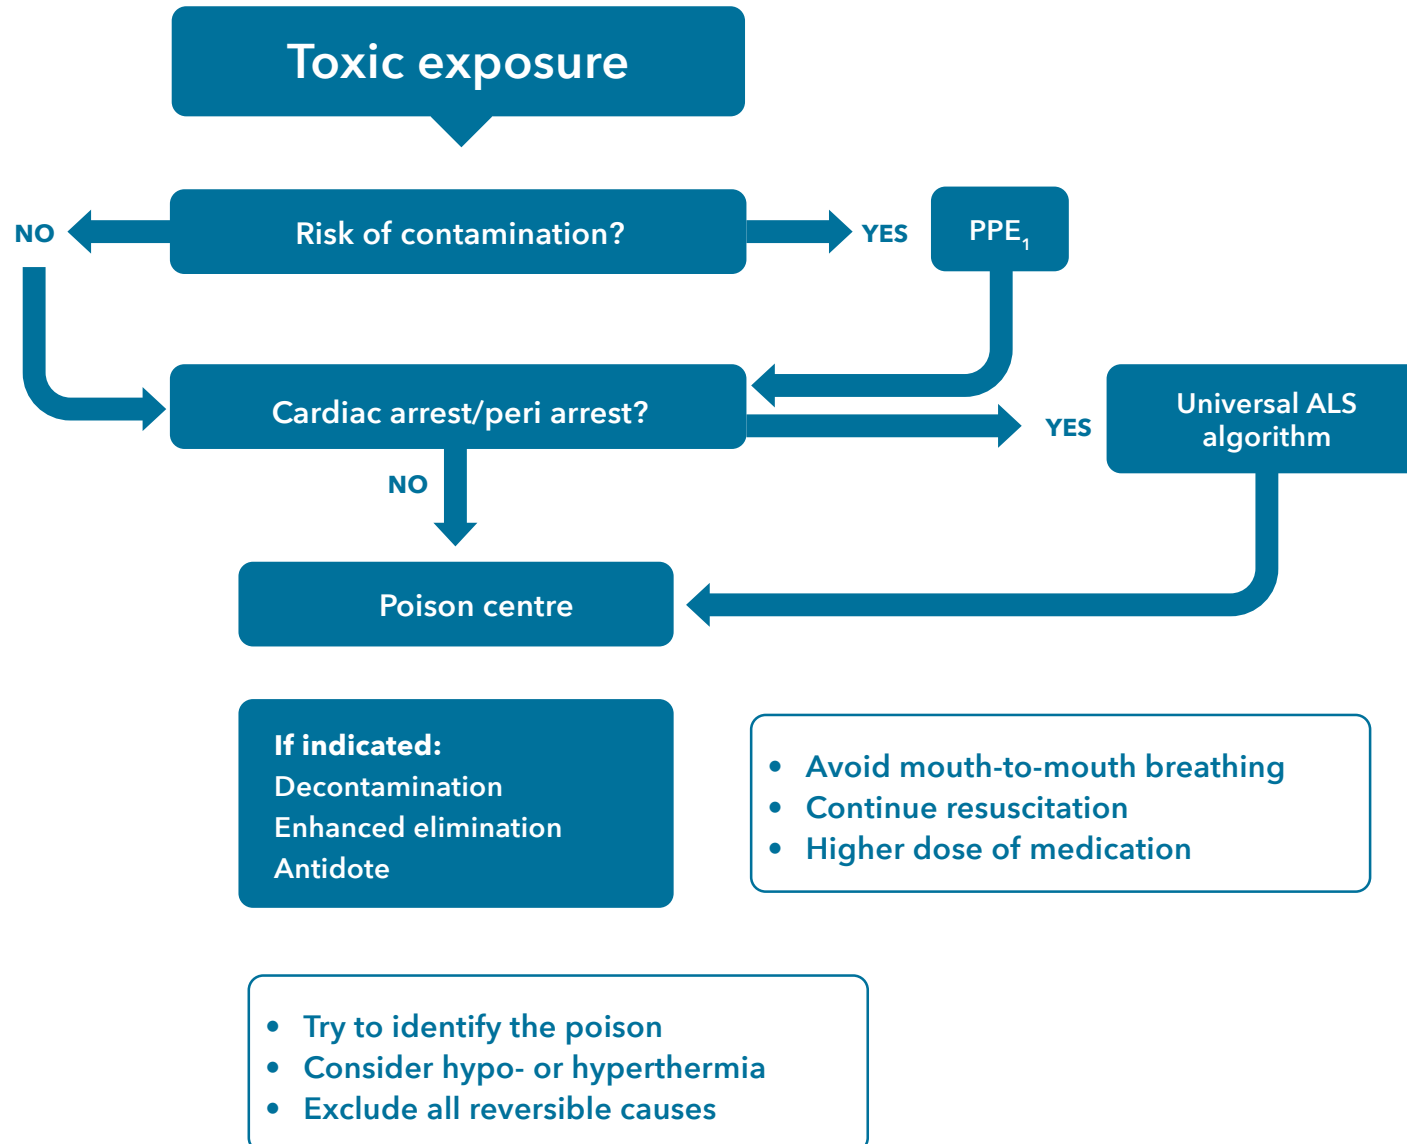 Toxic exposure
NO
Risk of contamination?
YES
PPE1
Cardiac arrest/peri arrest?
YES
Universal ALS
algorithm
NO
Poison centre
If indicated:
Decontamination
Enhanced elimination
Antidote
• Avoid mouth-to-mouth breathing
• Continue resuscitation
• Higher dose of medication
• Try to identify the poison
• Consider hypo- or hyperthermia
• Exclude all reversible causes